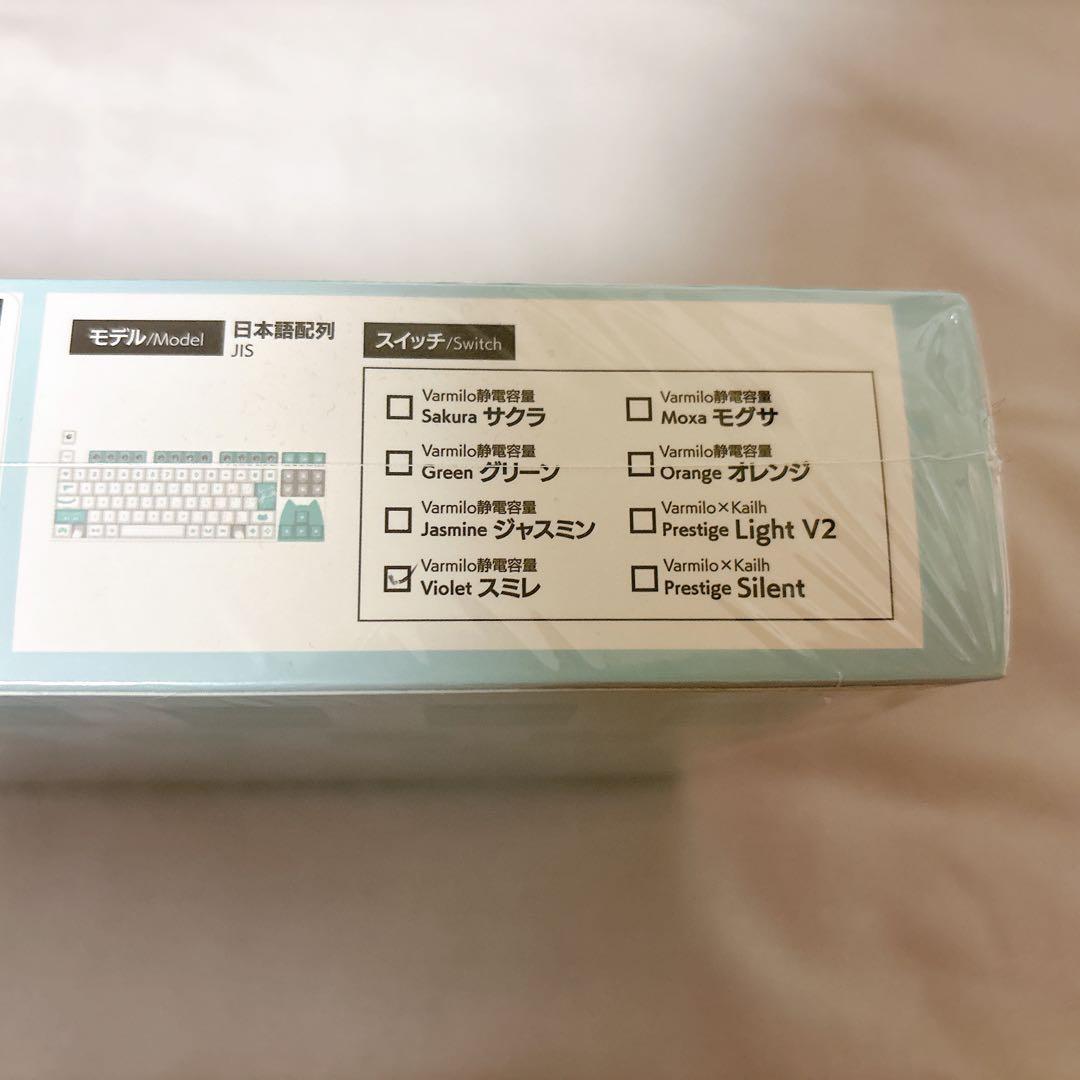 モデル/Model
日本語配列
JIS
スイッチ/Switch
Varmilo静電容量
Sakura サクラ
Varmilo静電容量
Green グリーン
Varmilo静電容量
Jasmine ジャスミン
Varmilo静電容量
Violet スミレ
Varmilo静電容量
Moxa モグサ
Varmilo静電容量
Orange オレンジ
Varmilo×Kailh
Prestige Light V2
Varmilo×Kailh
Prestige Silent